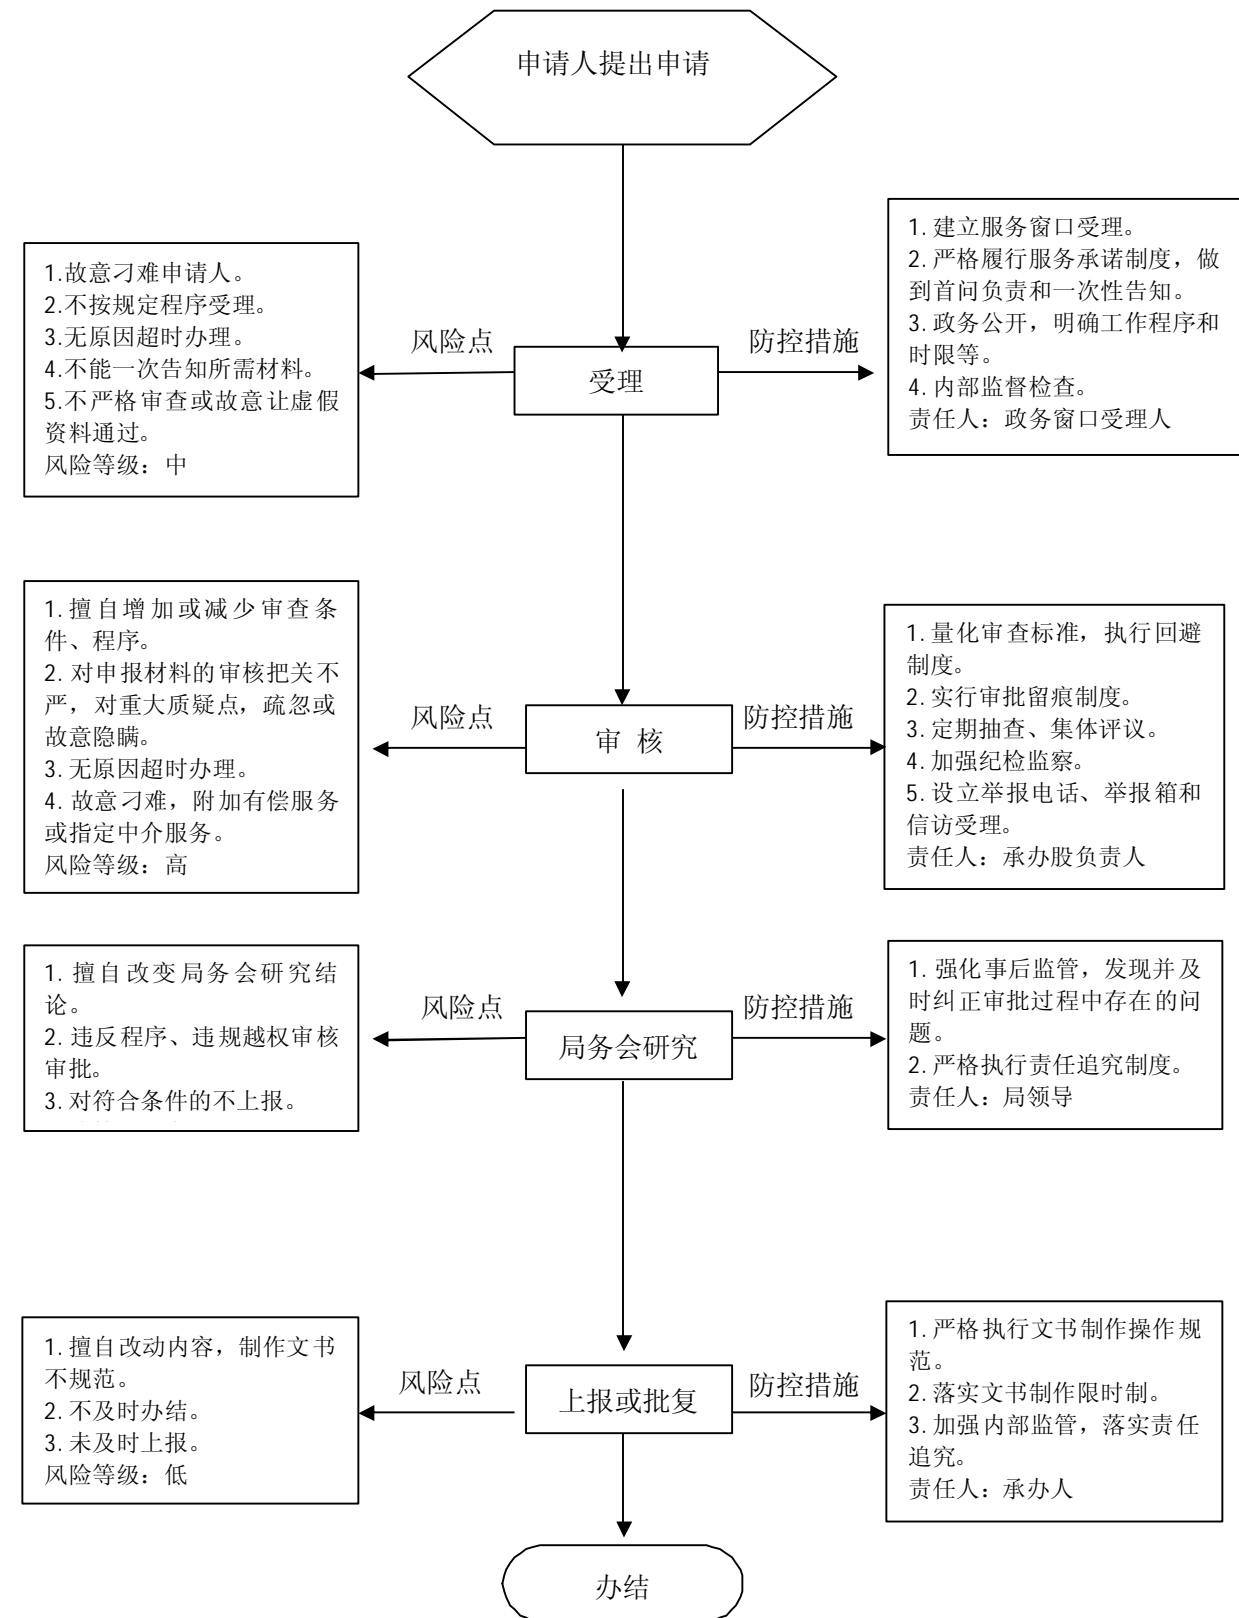 申请人提出申请
1.故意刁难申请人。
2.不按规定程序受理。
3.无原因超时办理。
4.不能一次告知所需材料。
5.不严格审查或故意让虚假
资料通过。
风险等级：中
风险点
受理
防控措施
1.建立服务窗口受理。
2.严格履行服务承诺制度，做
到首问负责和一次性告知。
3.政务公开，明确工作程序和
时限等。
4.内部监督检查。
责任人：政务窗口受理人
1.擅自增加或减少审查条
件、程序。
2.对申报材料的审核把关不
严，对重大质疑点，疏忽或
故意隐瞒。
3.无原因超时办理。
4.故意刁难，附加有偿服务
或指定中介服务。
风险等级：高
风险点
审 核
防控措施
1.量化审查标准，执行回避
制度。
2.实行审批留痕制度。
3.定期抽查、集体评议。
4.加强纪检监察。
5.设立举报电话、举报箱和
信访受理。
责任人：承办股负责人
1.擅自改变局务会研究结
论。
2.违反程序、违规越权审核
审批。
3.对符合条件的不上报。
风险点
局务会研究
防控措施
1.强化事后监管，发现并及
时纠正审批过程中存在的问
题。
2.严格执行责任追究制度。
责任人：局领导
1.擅自改动内容，制作文书
不规范。
2.不及时办结。
3.未及时上报。
风险等级：低
风险点
上报或批复
防控措施
1.严格执行文书制作操作规
范。
2.落实文书制作限时制。
3.加强内部监管，落实责任
追究。
责任人：承办人
办结